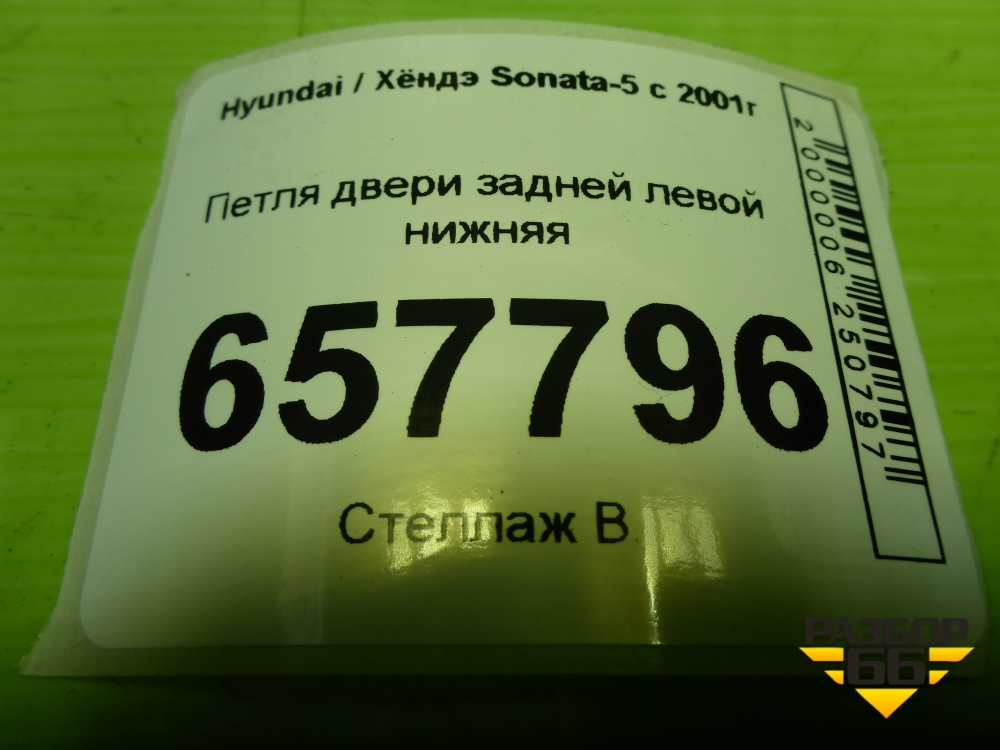 Hyundai / Хёндэ Sonata-5 с 2001г
Петля двери задней левой
нижняя
657796
Стеллаж В.
2000006250797
РАЗБОР
66